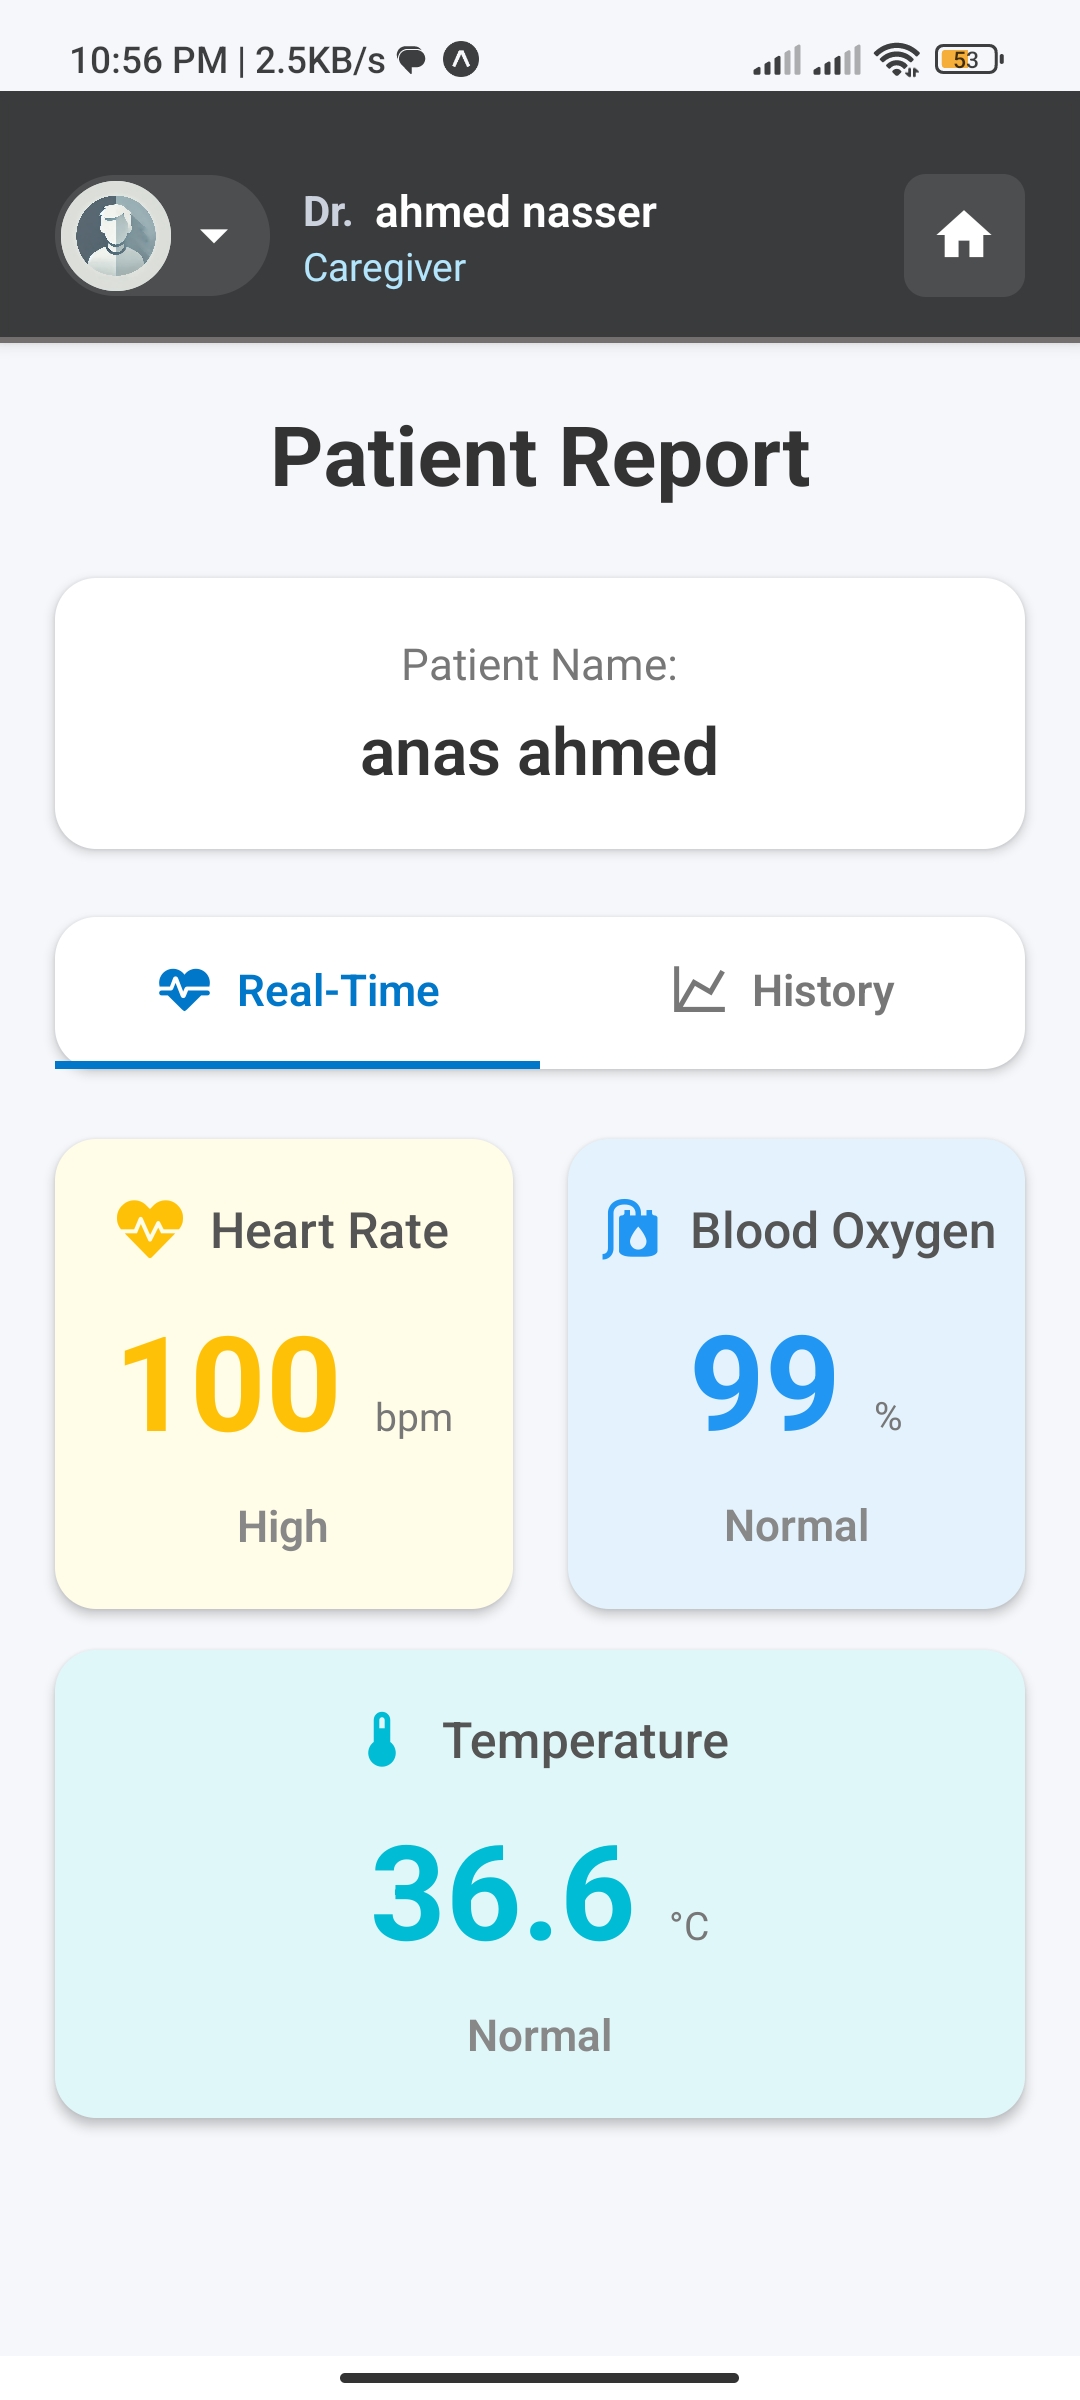 10:56 PM | 2.5KB/s
53
Dr. ahmed nasser
Caregiver
Patient Report
Patient Name:
anas ahmed
Real-Time
History
Heart Rate
100 bpm
High
Blood Oxygen
99 %
Normal
Temperature
36.6 °C
Normal